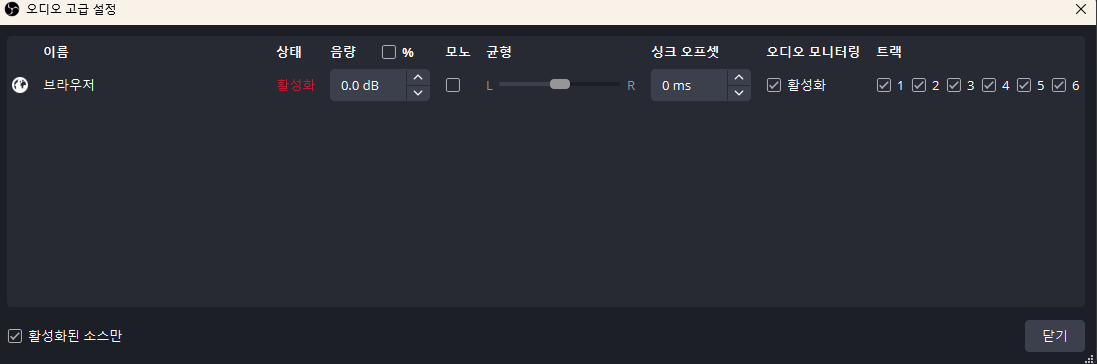 오디오 고급 설정
이름 상태 음량 % 모노 균형 싱크 오프셋 오디오 모니터링 트랙
브라우저 활성화 0.0 dB L R 0 ms 활성화 1 2 3 4 5 6
활성화된 소스만 닫기